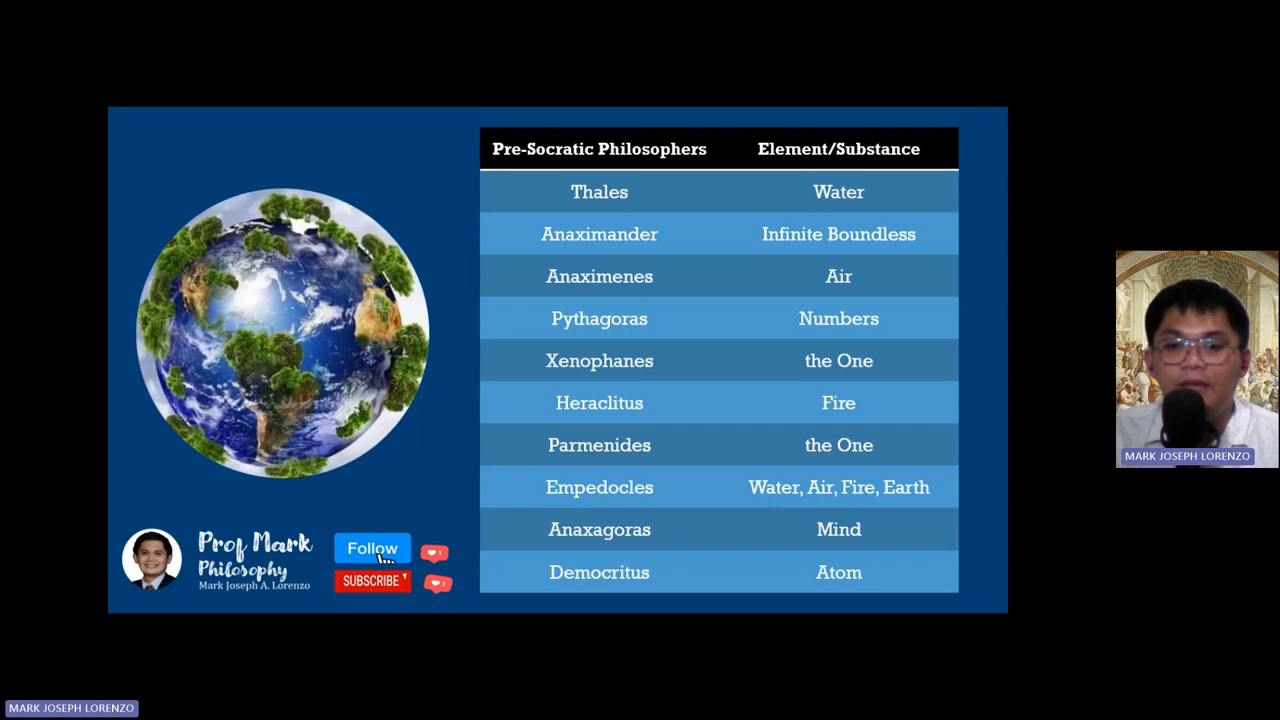 Pre-Socratic Philosophers Element/Substance
Thales Water
Anaximander Infinite Boundless
Anaximenes Air
Pythagoras Numbers
Xenophanes the One
Heraclitus Fire
Parmenides the One
Empedocles Water, Air, Fire, Earth
Anaxagoras Mind
Democritus Atom
Prof Mark
Philosophy
Mark Joseph A. Lorenzo
Follow
1
SUBSCRIBE
MARK JOSEPH LORENZO
MARK JOSEPH LORENZO